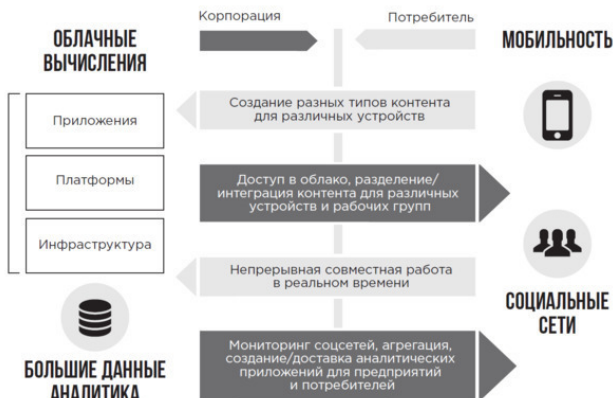 Корпорация
Потребитель
ОБЛАЧНЫЕ
ВЫЧИСЛЕНИЯ
МОБИЛЬНОСТЬ
Приложения
Платформы
Инфраструктура
Создание разных типов контента
для различных устройств
Доступ в облако, разделение/
интеграция контента для различных
устройств и рабочих групп
Непрерывная совместная работа
в реальном времени
Мониторинг соцсетей, агрегация,
создание/доставка аналитических
приложений для предприятий
и потребителей
СОЦИАЛЬНЫЕ
СЕТИ
БОЛЬШИЕ ДАННЫЕ
АНАЛИТИКА